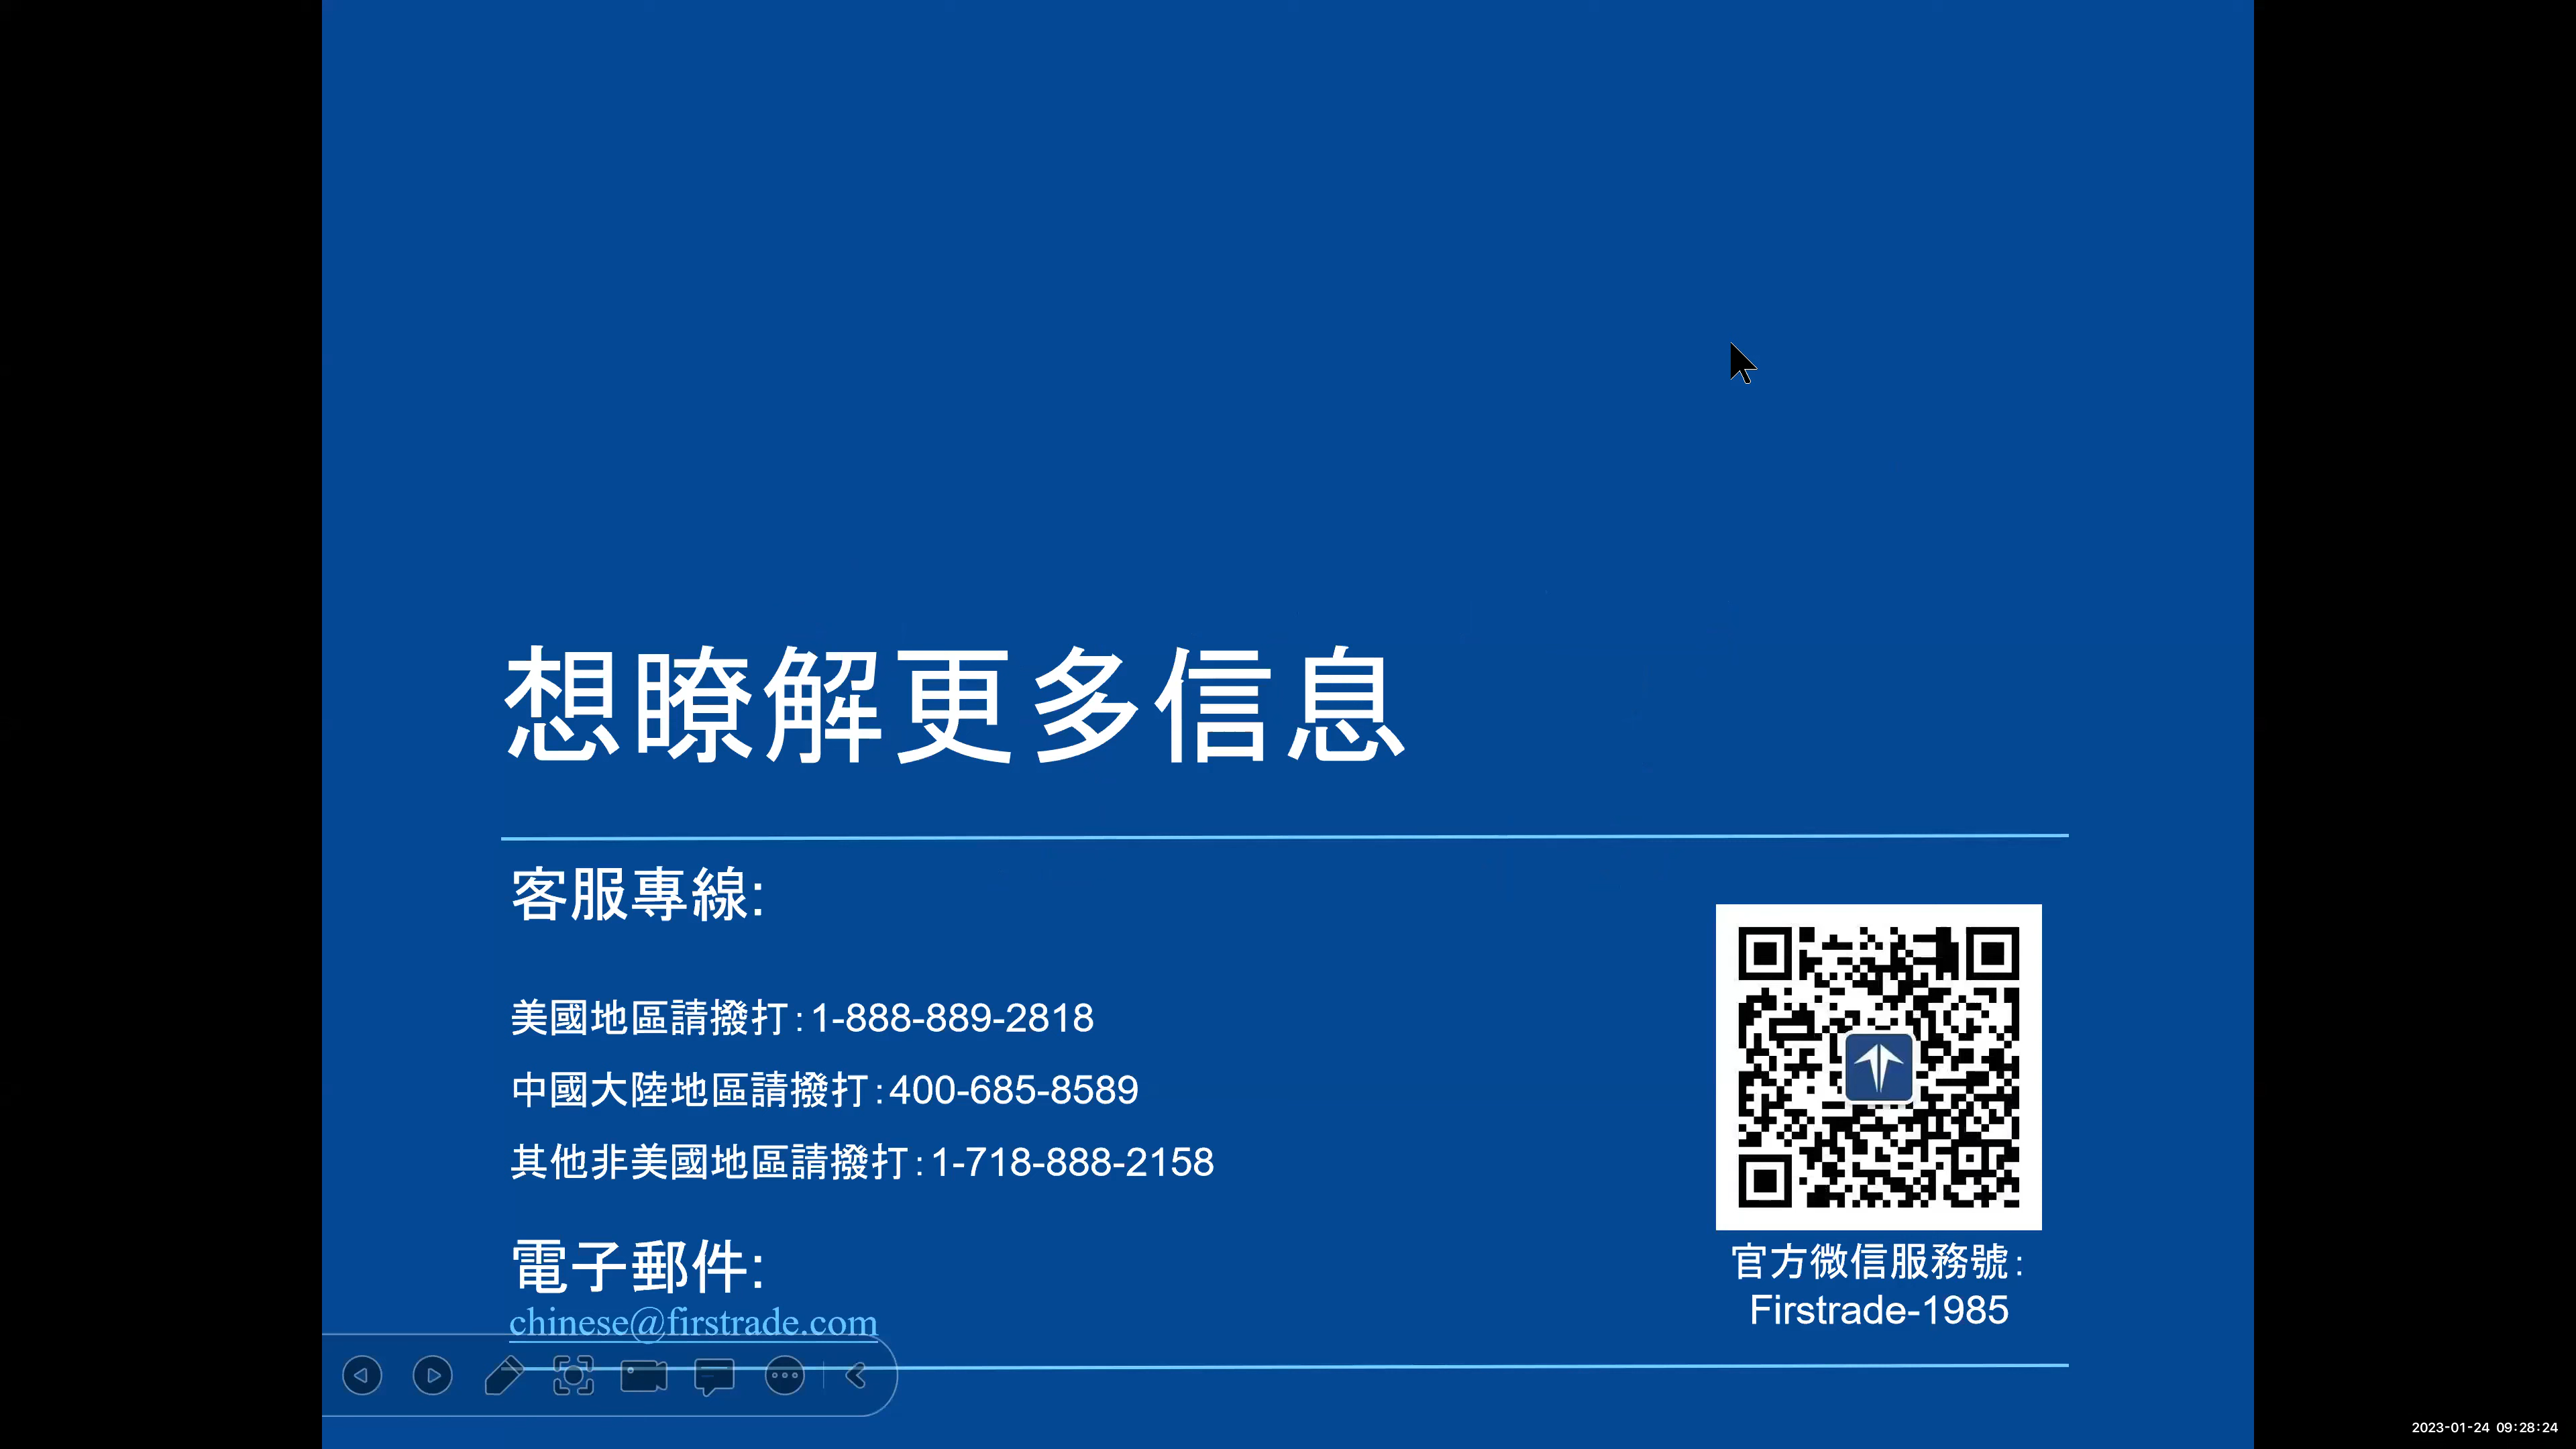 想瞭解更多信息
客服專線:
美國地區請撥打:1-888-889-2818
中國大陸地區請撥打:400-685-8589
其他非美國地區請撥打:1-718-888-2158
電子郵件:
chinese@firstrade.com
官方微信服務號:
Firstrade-1985
2023-01-24 09:28:24